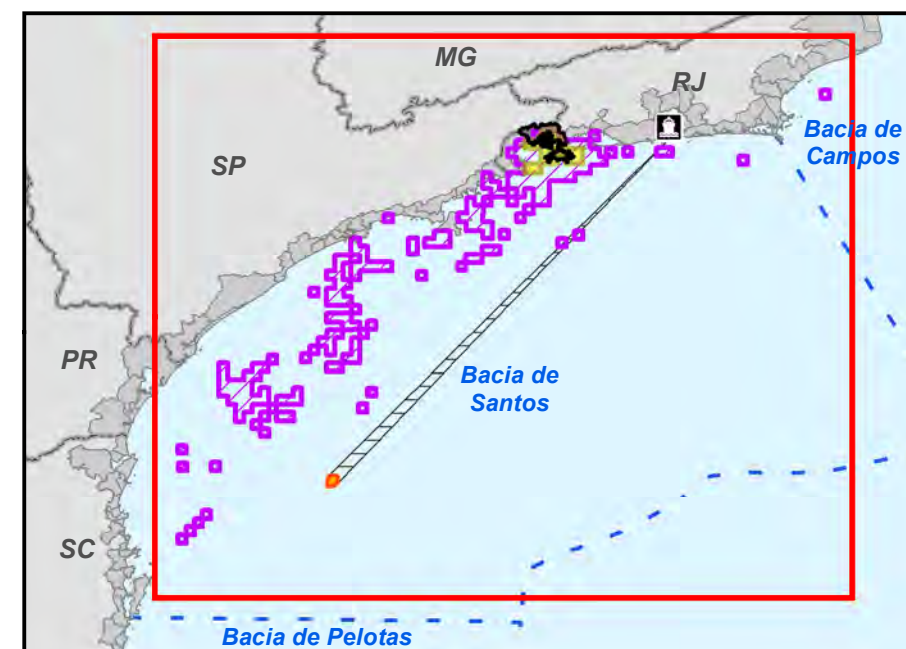 MG
RJ
Bacia de
Campos
SP
PR
Bacia de
Santos
SC
Bacia de Pelotas